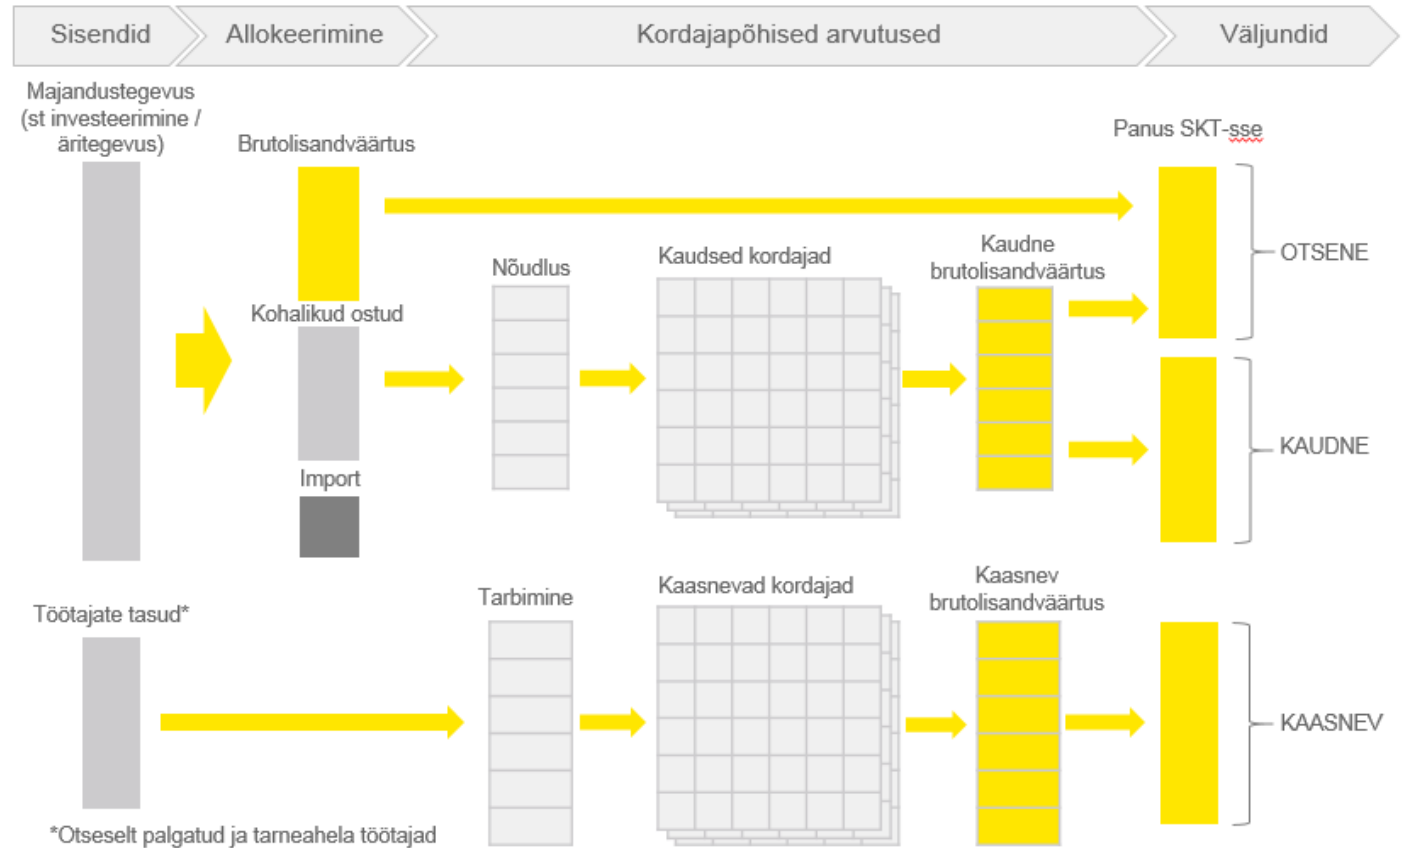 Sisendid
Allokeerimine
Kordajapõhised arvutused
Väljundid
Majandustegevus
(st investeerimine /
äritegevus)
Brutolisandväärtus
Panus SKT-sse
Kohalikud ostud
Nõudlus
Kaudsed kordajad
Kaudne
brutolisandväärtus
OTSENE
Import
KAUDNE
Töötajate tasud*
Tarbimine
Kaasnevad kordajad
Kaasnev
brutolisandväärtus
KAASNEV
*Otseselt palgatud ja tarneahela töötajad